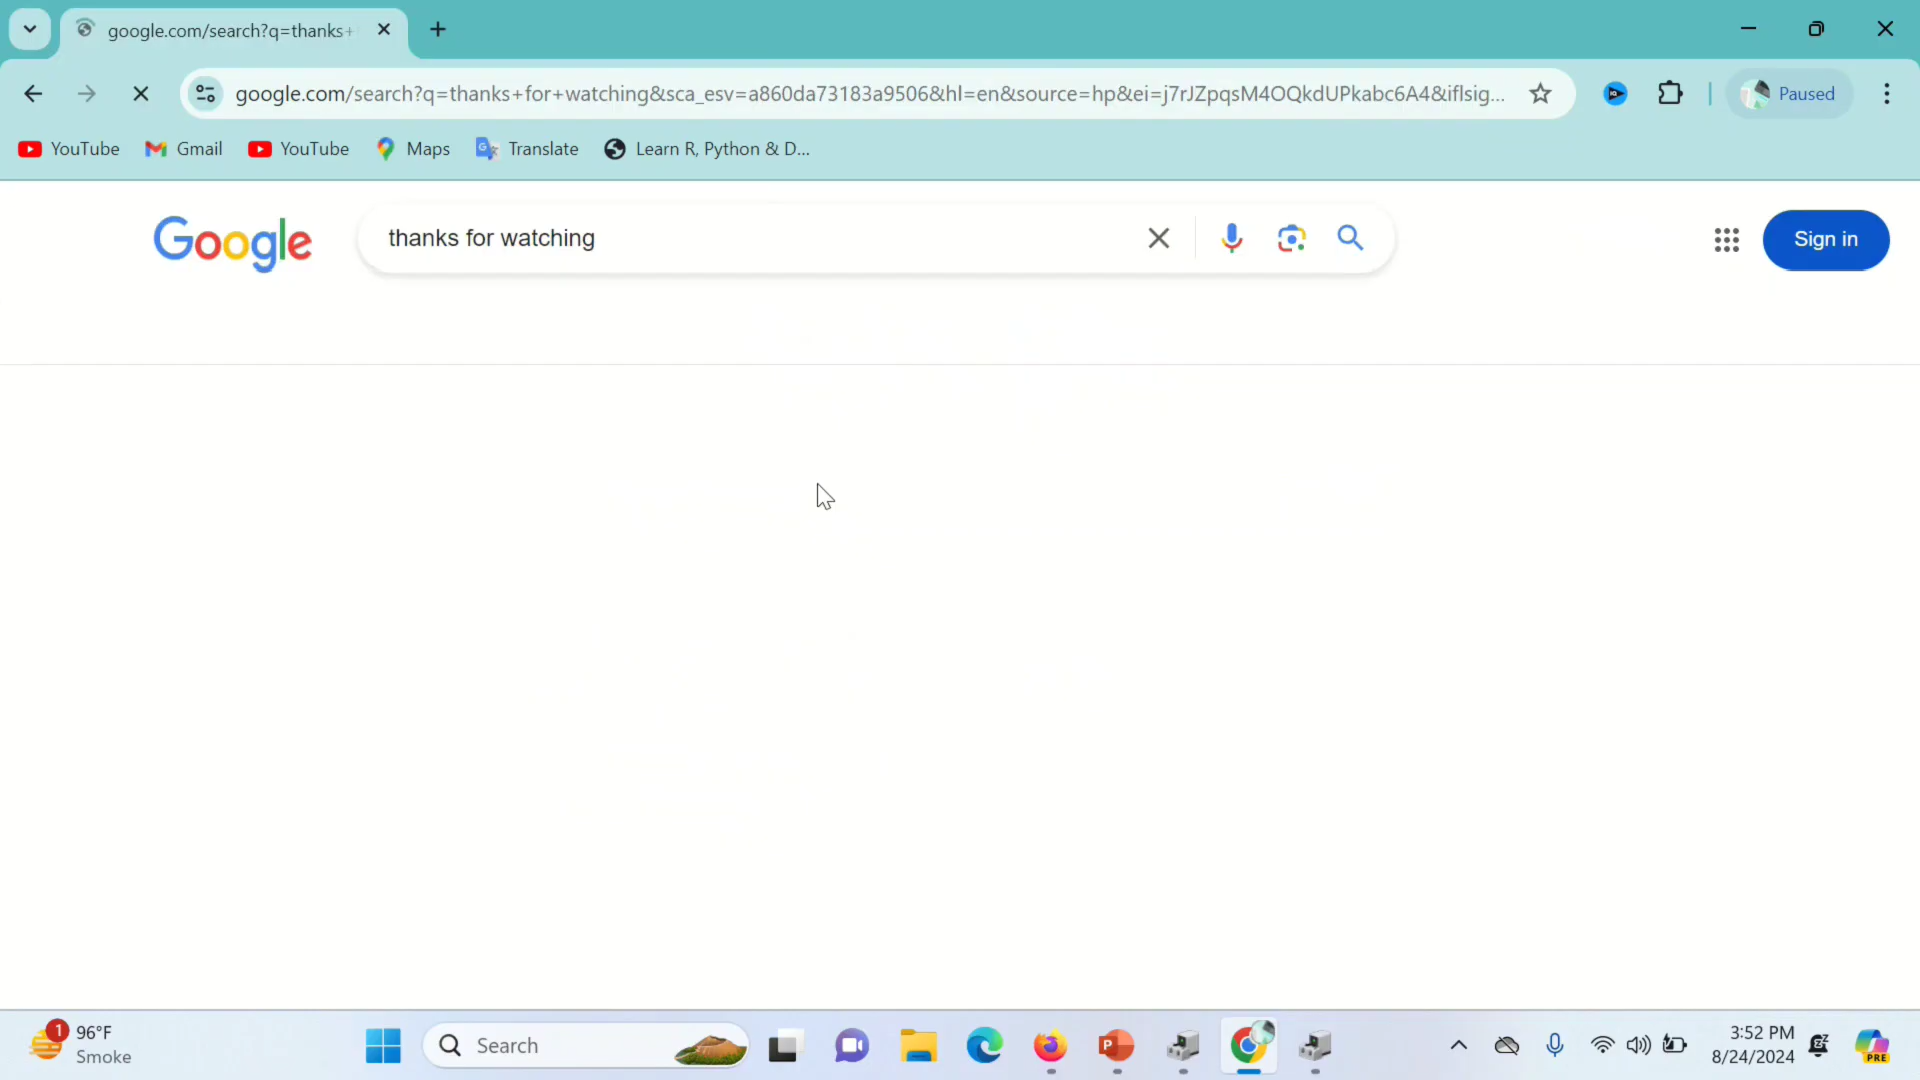 google.com/search?q=thanks+
google.com/search?q=thanks+for+watching&sca_esv=a860da73183a9506&hl=en&source=hp&ei=j7rJZpqsM4OQkdUPkabc6A4&iflsig...
Paused
YouTube
Gmail
YouTube
Maps
Translate
Learn R, Python & D...
Google
thanks for watching
Sign in
1
96°F
Smoke
Search
P
3:52 PM
8/24/2024
PRE